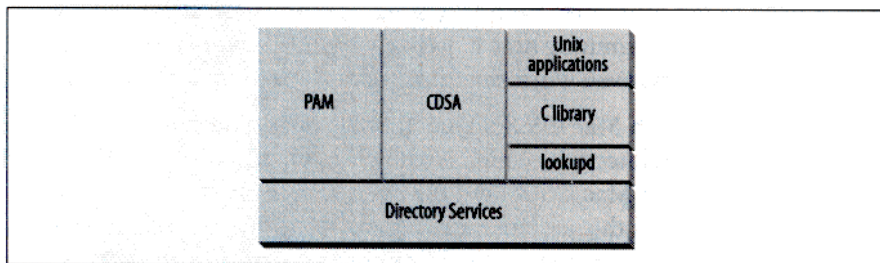 PAM
CDSA
Unix
applications
C library
lookupd
Directory Services